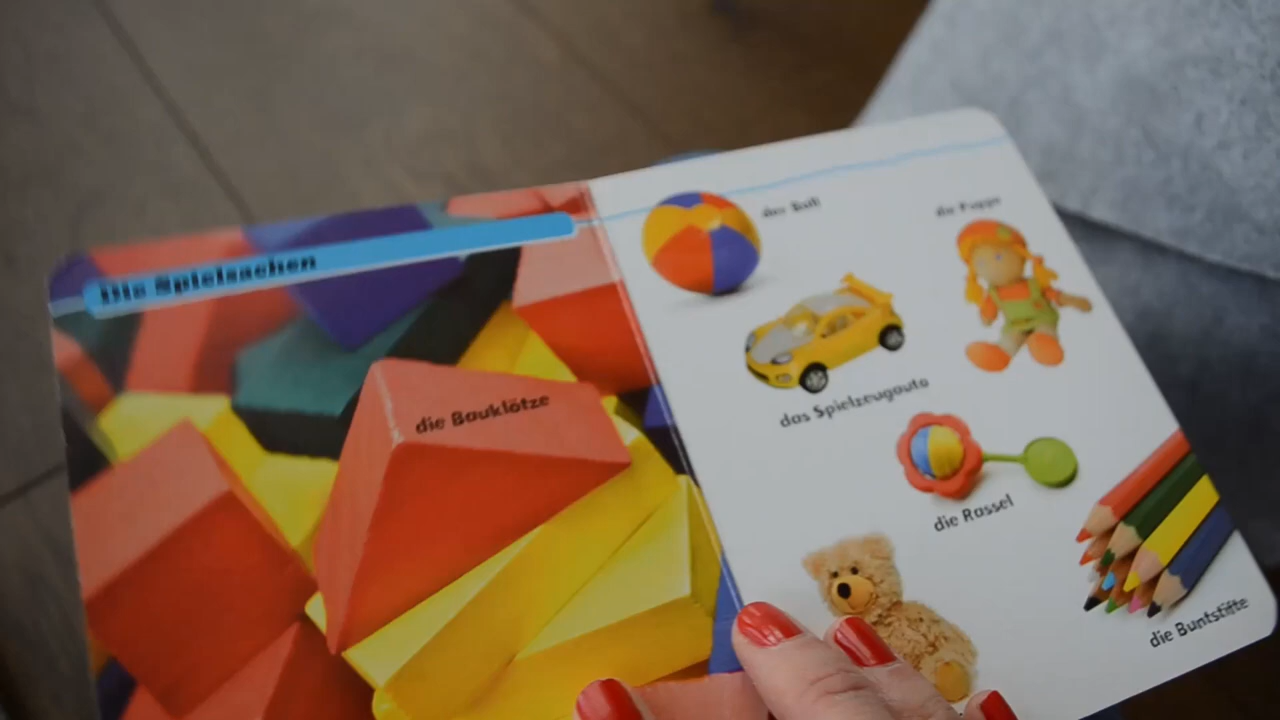 Die Spielsachen
die Bauklötze
der Ball
die Puppe
das Spielzeugauto
die Rassel
die Buntstifte